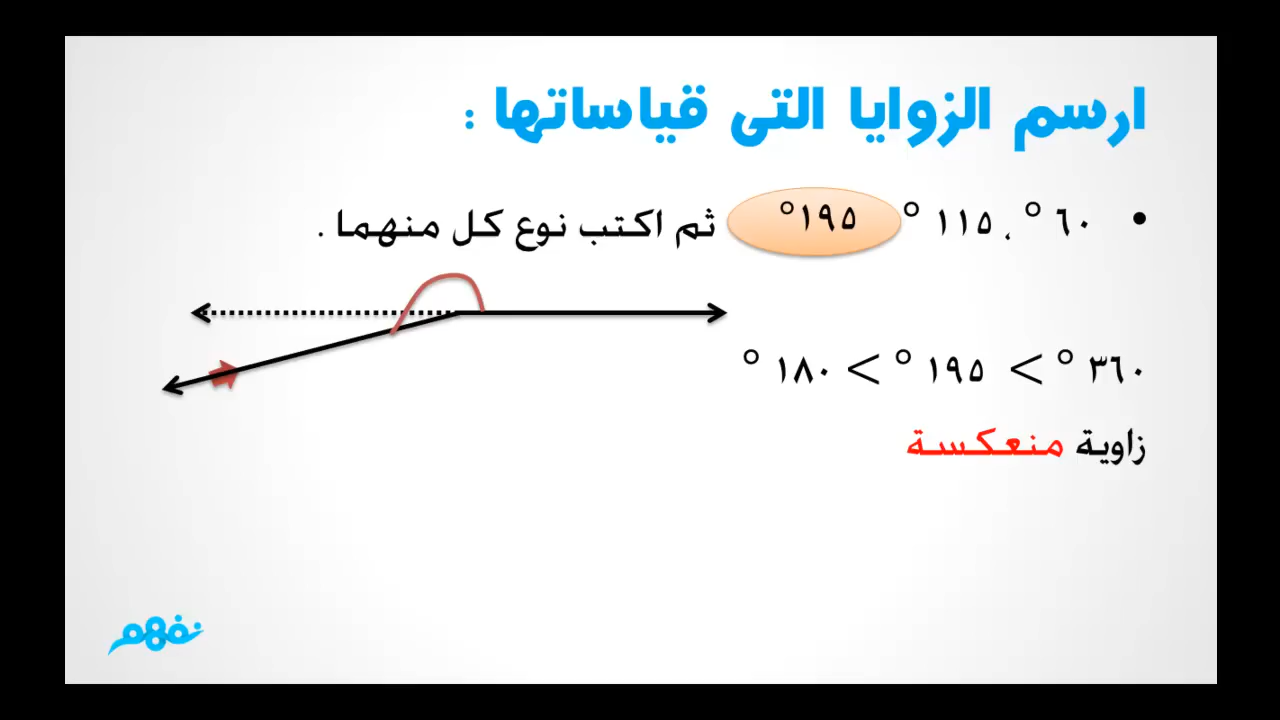 ارسم الزوايا التى قياساتها :
• ٦٠ ° ، ١١٥ ° ١٩٥° ثم اكتب نوع كل منهما .
٣٦٠ ° > ١٩٥ ° > ١٨٠ °
زاوية منعكسة
نفهم